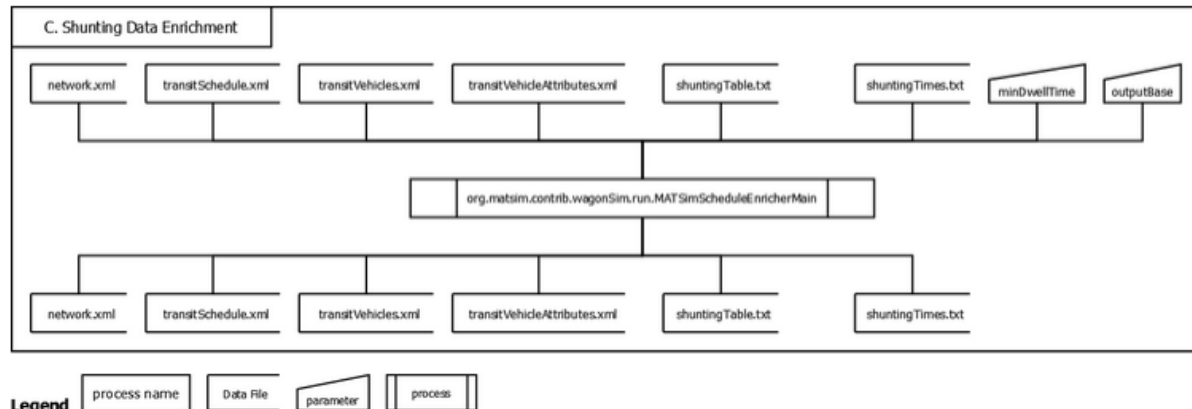 C. Shunting Data Enrichment
network.xml
transitSchedule.xml
transitVehicles.xml
transitVehicleAttributes.xml
shuntingTable.txt
shuntingTimes.txt
minDwellTime
outputBase
org.matsim.contrib.wagonSim.run.MATSimScheduleEnricherMain
network.xml
transitSchedule.xml
transitVehicles.xml
transitVehicleAttributes.xml
shuntingTable.txt
shuntingTimes.txt
Legend
process name
Data File
parameter
process